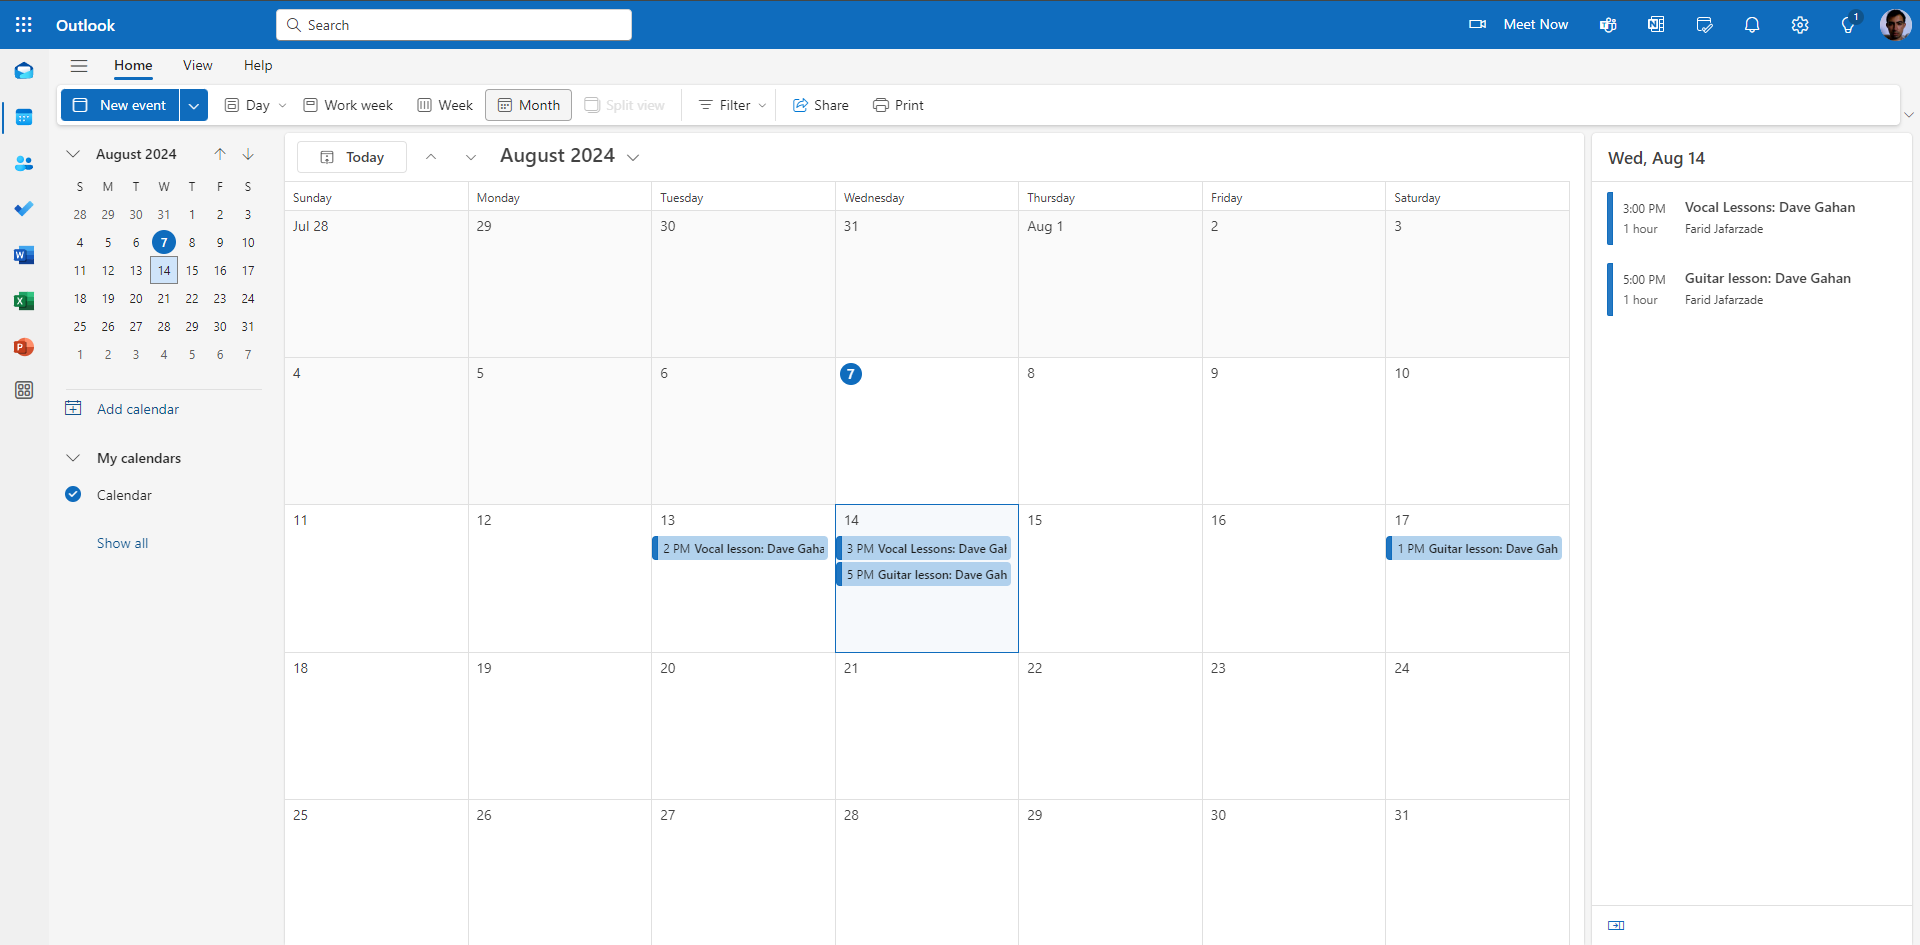 Outlook
Search
Meet Now
1
Home View Help
New event Day Work week Week Month Split view Filter Share Print
August 2024
S M T W T F S
28 29 30 31 1 2 3
4 5 6 7 8 9 10
11 12 13 14 15 16 17
18 19 20 21 22 23 24
25 26 27 28 29 30 31
1 2 3 4 5 6 7
Add calendar
My calendars
Calendar
Show all
Today August 2024
Sunday Monday Tuesday Wednesday Thursday Friday Saturday
Jul 28 29 30 31 Aug 1 2 3
4 5 6 7 8 9 10
11 12 13 14 15 16 17
2 PM Vocal lesson: Dave Gaha
3 PM Vocal Lessons: Dave Gal
1 PM Guitar lesson: Dave Gah
5 PM Guitar lesson: Dave Gah
18 19 20 21 22 23 24
25 26 27 28 29 30 31
Wed, Aug 14
3:00 PM Vocal Lessons: Dave Gahan
1 hour Farid Jafarzade
5:00 PM Guitar lesson: Dave Gahan
1 hour Farid Jafarzade